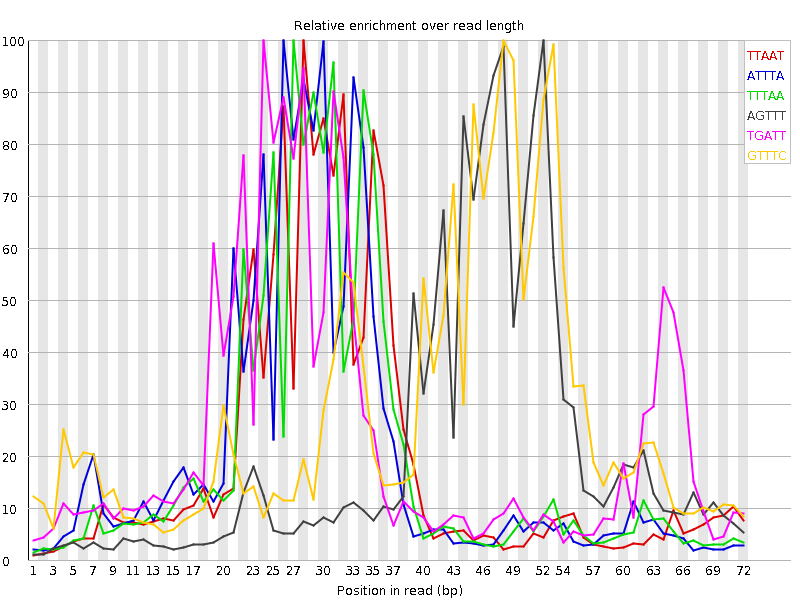 Relative enrichment over read length
100
90
80
70
60
50
40
30
20
10
0
TTAAT
ATTTA
TTTAA
AGTTT
TGATT
GTTTC
1 3 5 7 9 11 13 15 17 20 23 25 27 30 33 35 37 40 43 46 49 52 54 57 60 63 66 69 72
Position in read (bp)